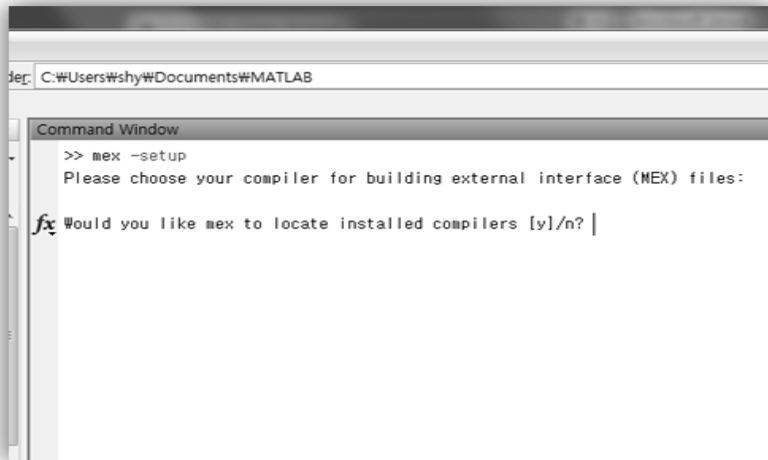 der: C:₩Users₩shy₩Documents₩MATLAB
Command Window
>> mex -setup
Please choose your compiler for building external interface (MEX) files:
fx Would you like mex to locate installed compilers [y]/n?